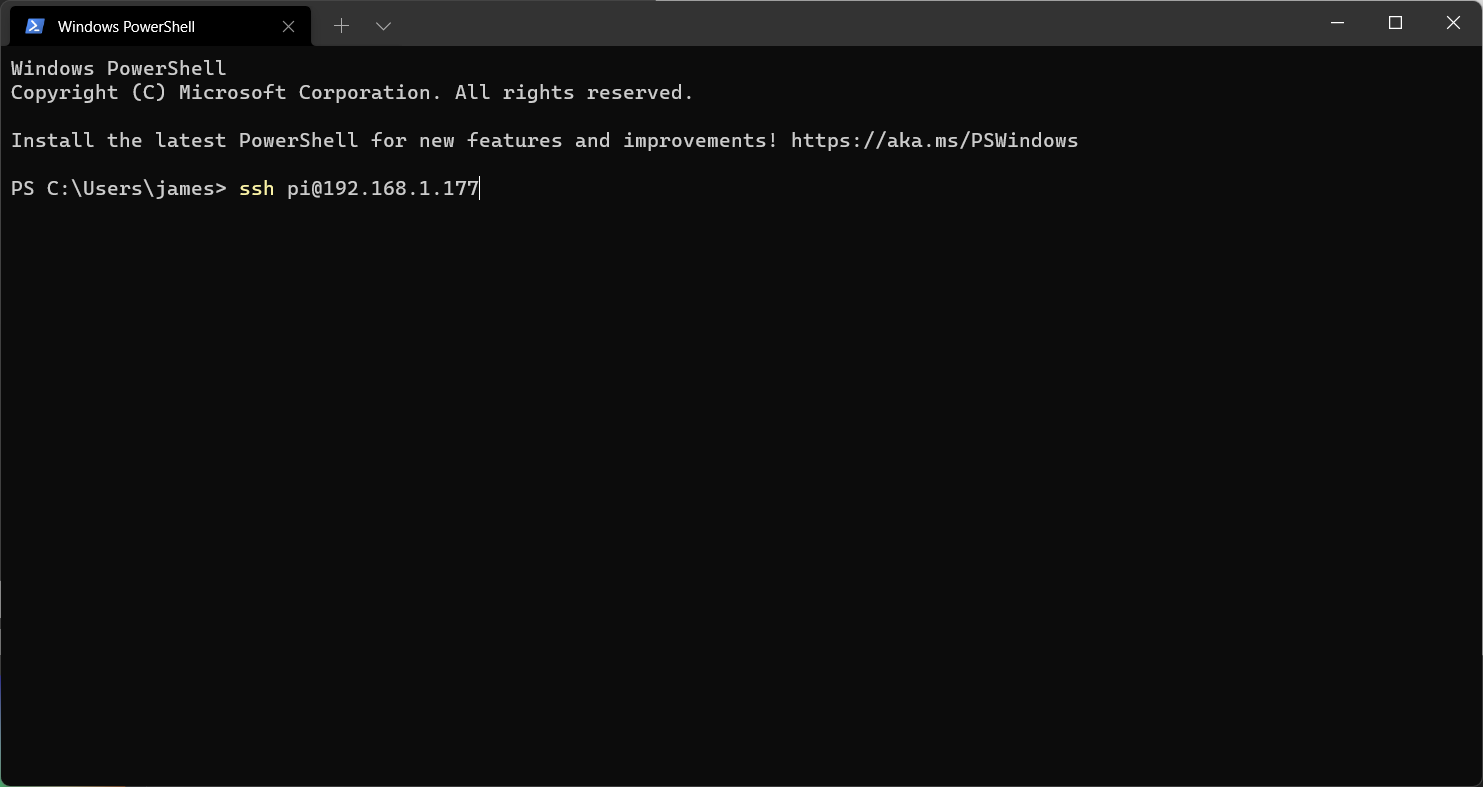 Windows PowerShell
Windows PowerShell
Copyright (C) Microsoft Corporation. All rights reserved.
Install the latest PowerShell for new features and improvements! https://aka.ms/PSWindows
PS C:\Users\james> ssh pi@192.168.1.177